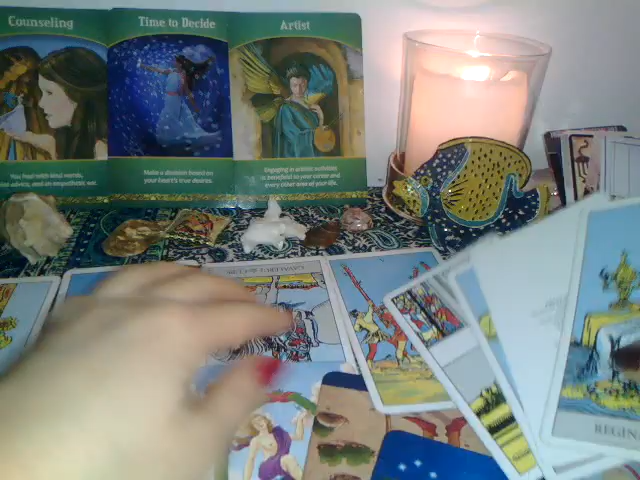 Counseling
You heal with kind words,
advice, and an empathetic ear.
Time to Decide
Make a decision based on
your heart's true desires.
Artist
Engaging in artistic activities
is beneficial to your career and
every other area of your life.
REGIN